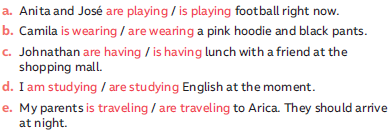 a. Anita and José are playing / is playing football right now.
b. Camila is wearing / are wearing a pink hoodie and black pants.
c. Johnathan are having / is having lunch with a friend at the
shopping mall.
d. I am studying / are studying English at the moment.
e. My parents is traveling / are traveling to Arica. They should arrive
at night.